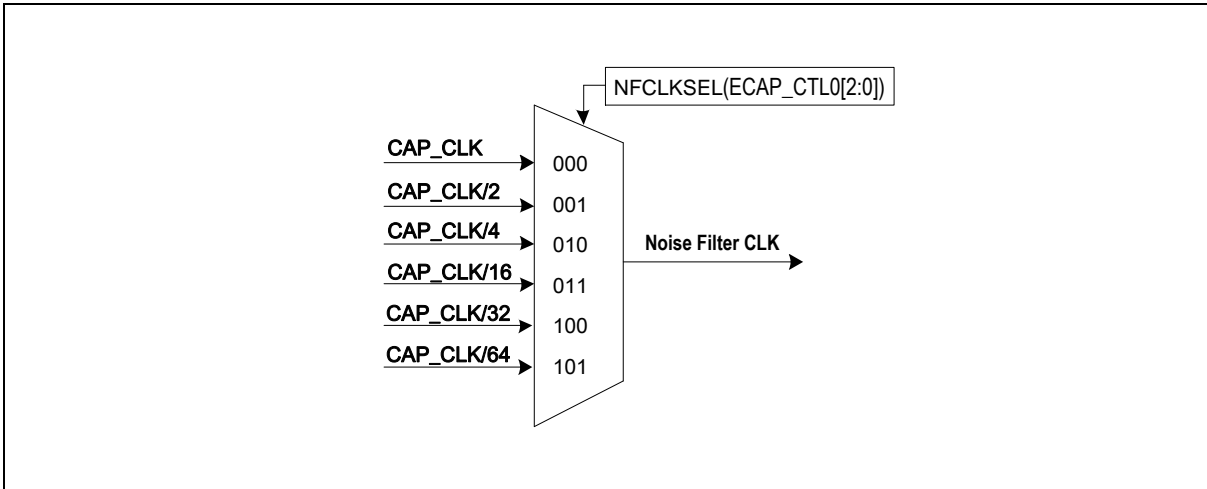 NFCLKSEL(ECAP_CTL0[2:0])
CAP_CLK
000
CAP_CLK/2
001
CAP_CLK/4
010
Noise Filter CLK
CAP_CLK/16
011
CAP_CLK/32
100
CAP_CLK/64
101